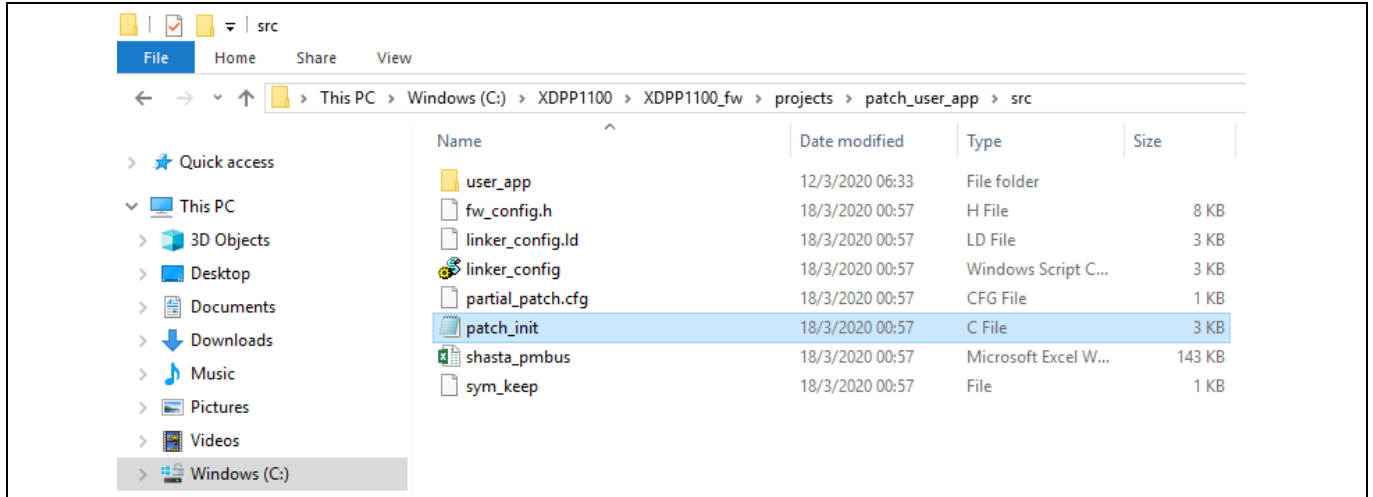 src
File Home Share View
This PC > Windows (C:) > XDPP1100 > XDPP1100_fw > projects > patch_user_app > src
Name Date modified Type Size
Quick access
This PC
3D Objects
Desktop
Documents
Downloads
Music
Pictures
Videos
Windows (C:)
user_app 12/3/2020 06:33 File folder
fw_config.h 18/3/2020 00:57 H File 8 KB
linker_config.ld 18/3/2020 00:57 LD File 3 KB
linker_config 18/3/2020 00:57 Windows Script C... 3 KB
partial_patch.cfg 18/3/2020 00:57 CFG File 1 KB
patch_init 18/3/2020 00:57 C File 3 KB
shasta_pmbus 18/3/2020 00:57 Microsoft Excel W... 143 KB
sym_keep 18/3/2020 00:57 File 1 KB